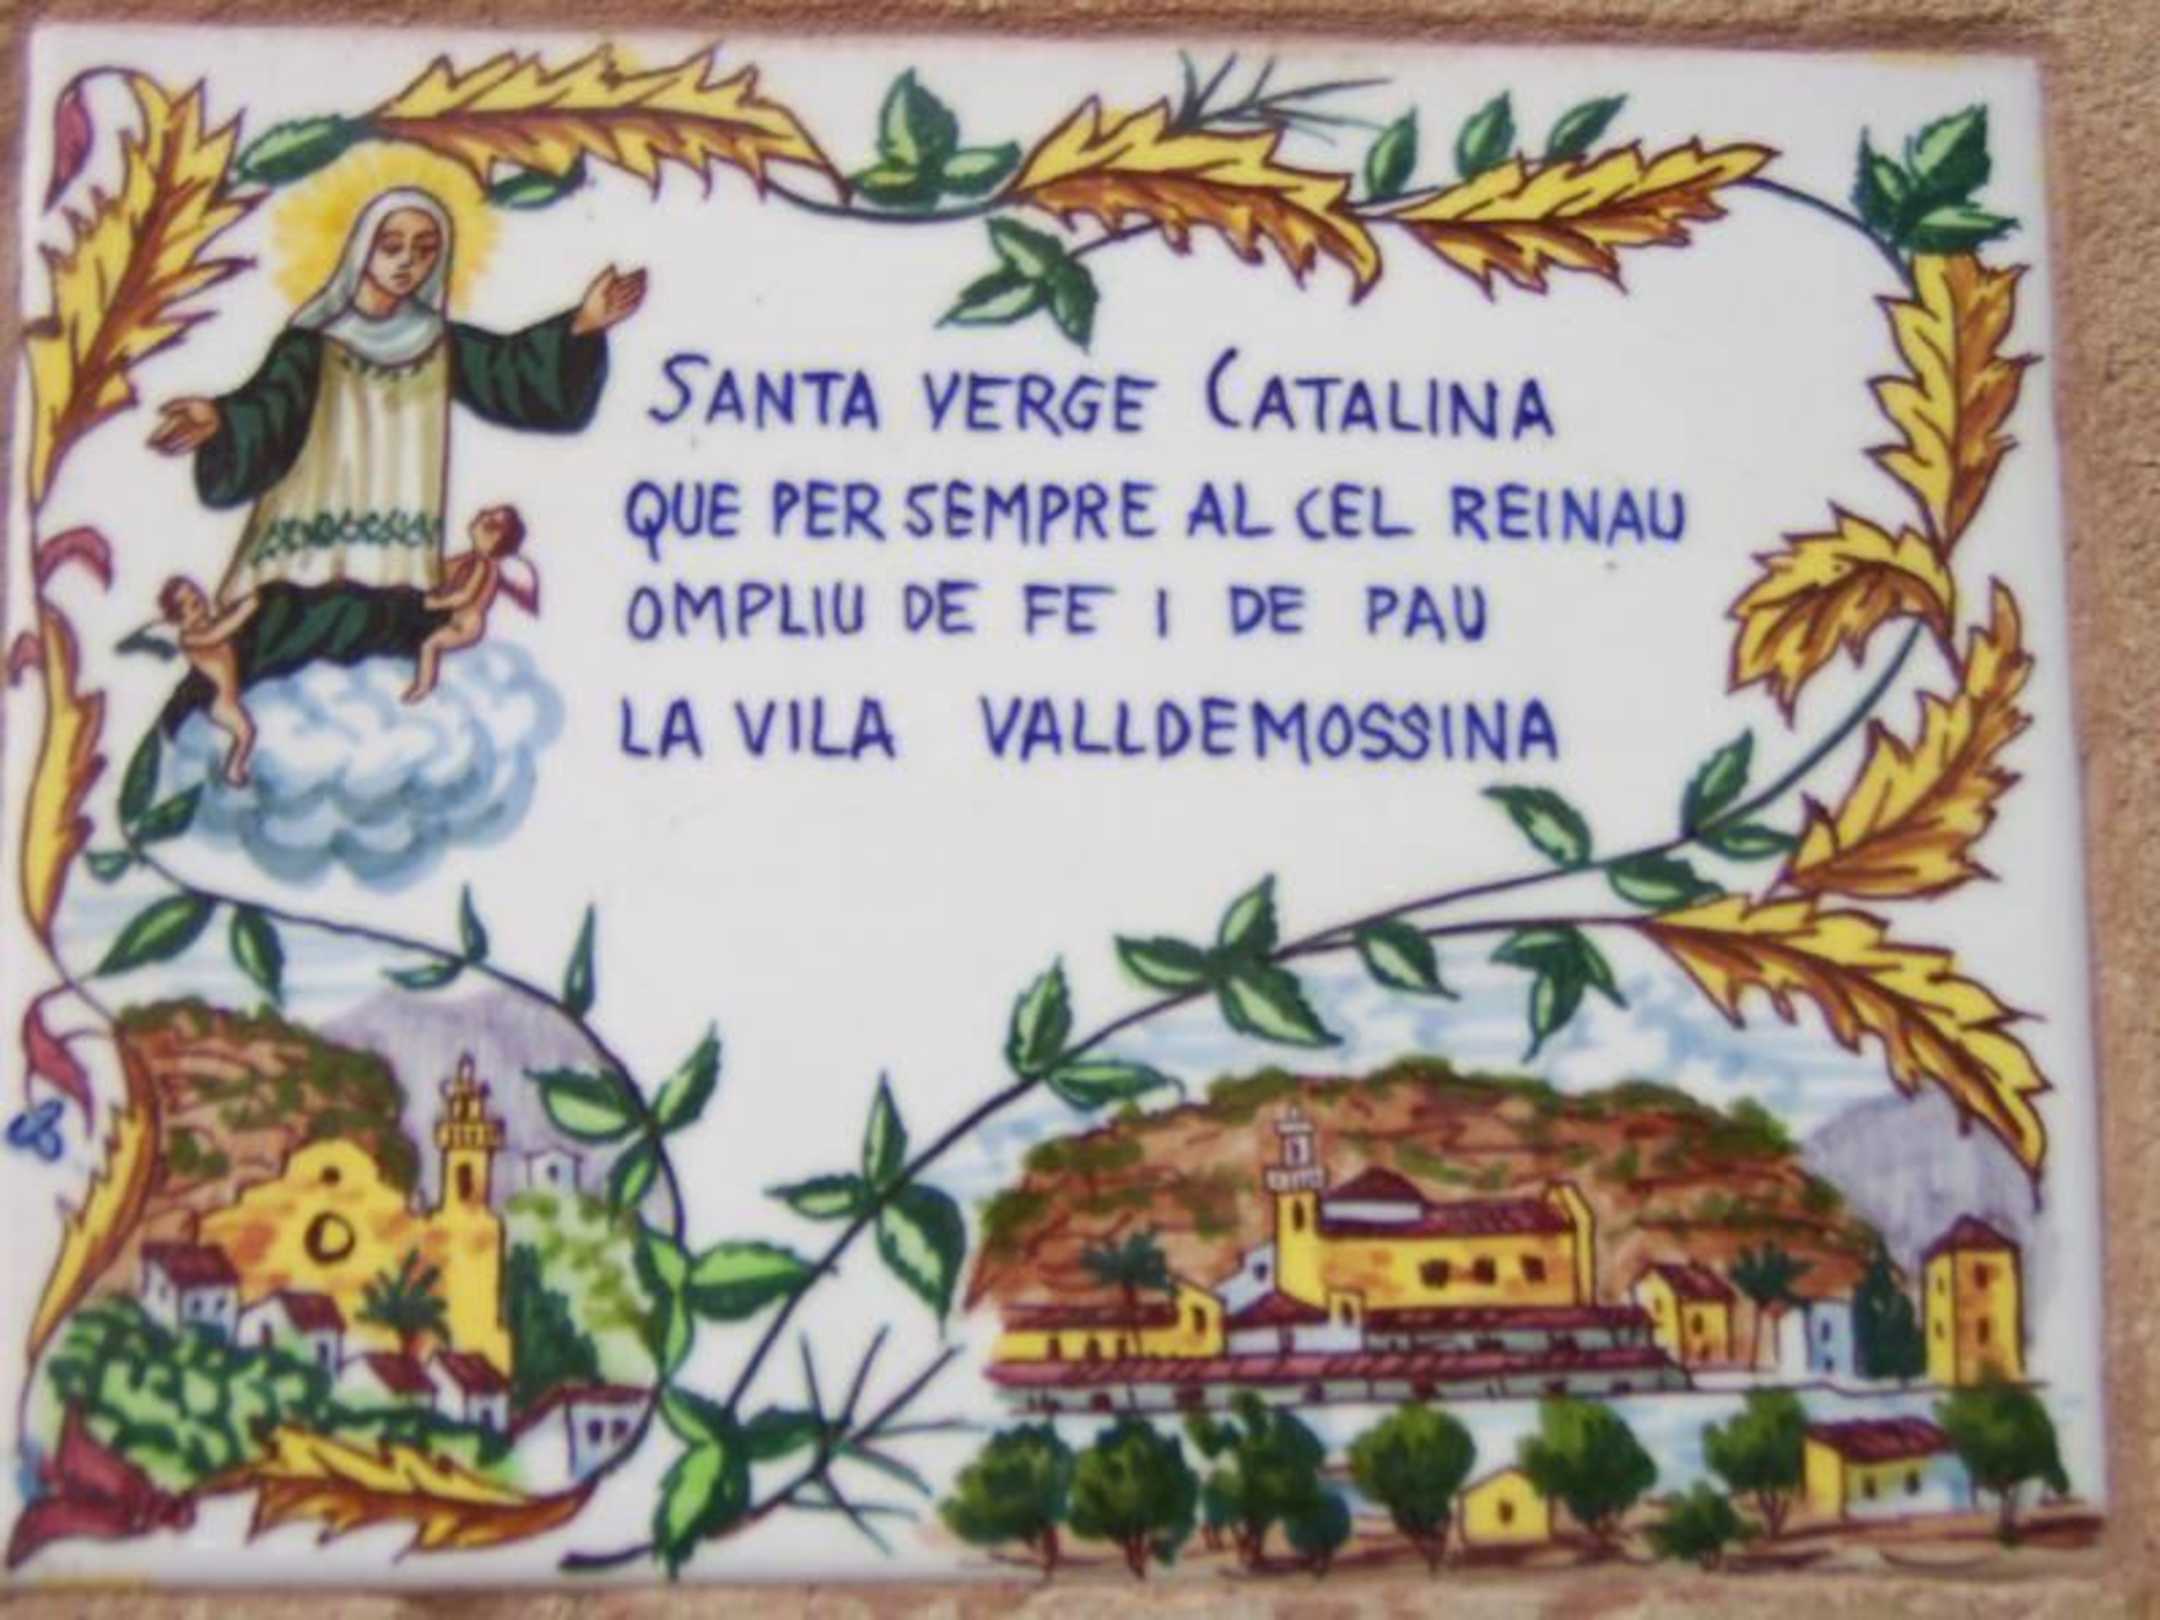 SANTA VERGE CATALINA
QUE PER SEMPRE AL CEL REINAU
OMPLIU DE FE I DE PAU
LA VILA VALLDEMOSSINA